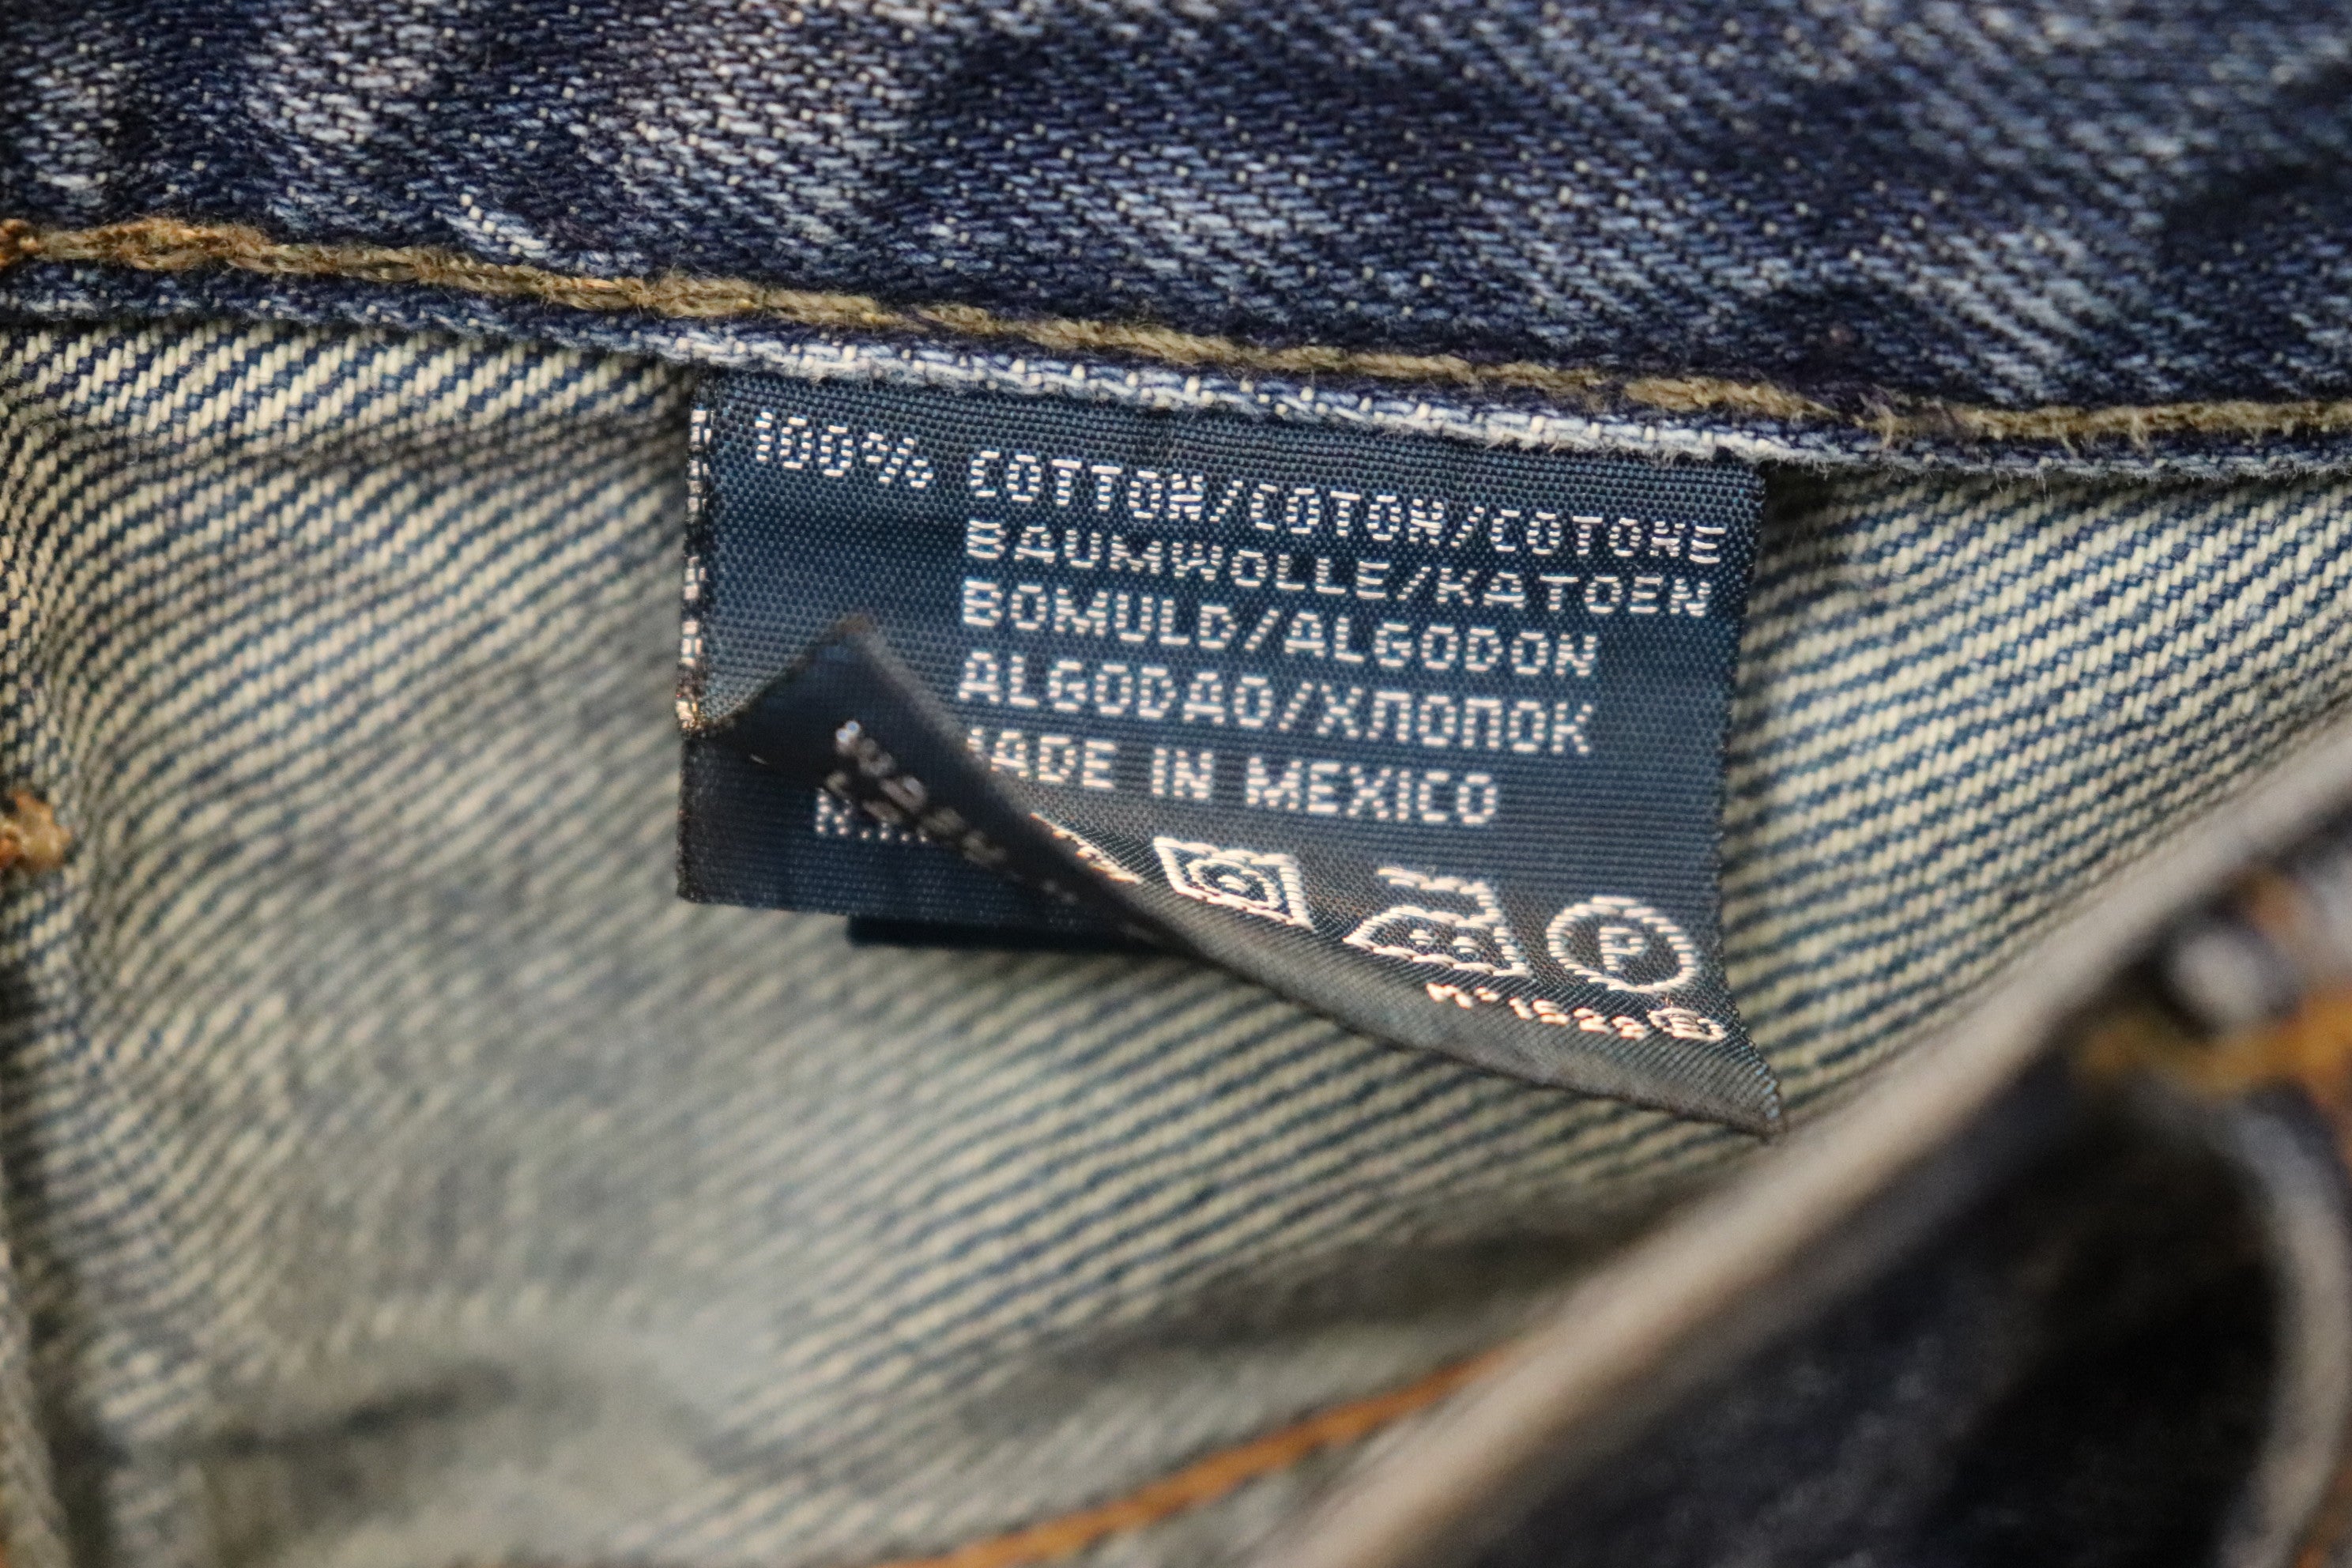 100% COTTON/COTON/COTONE
BAUMWOLLE/KATOEN
BOMULD/ALGODON
ALGODAO/ХЛОПОК
MADE IN MEXICO
P